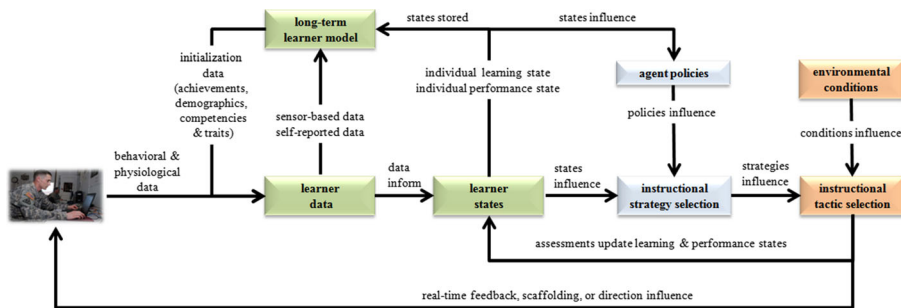 long-term
learner model
states stored
states influence
initialization
data
(achievements,
demographics,
competencies
& traits)
individual learning state
individual performance state
agent policies
environmental
conditions
sensor-based data
self-reported data
policies influence
conditions influence
behavioral &
physiological
data
learner
data
data
inform
learner
states
states
influence
instructional
strategy selection
strategies
influence
instructional
tactic selection
assessments update learning & performance states
real-time feedback, scaffolding, or direction influence